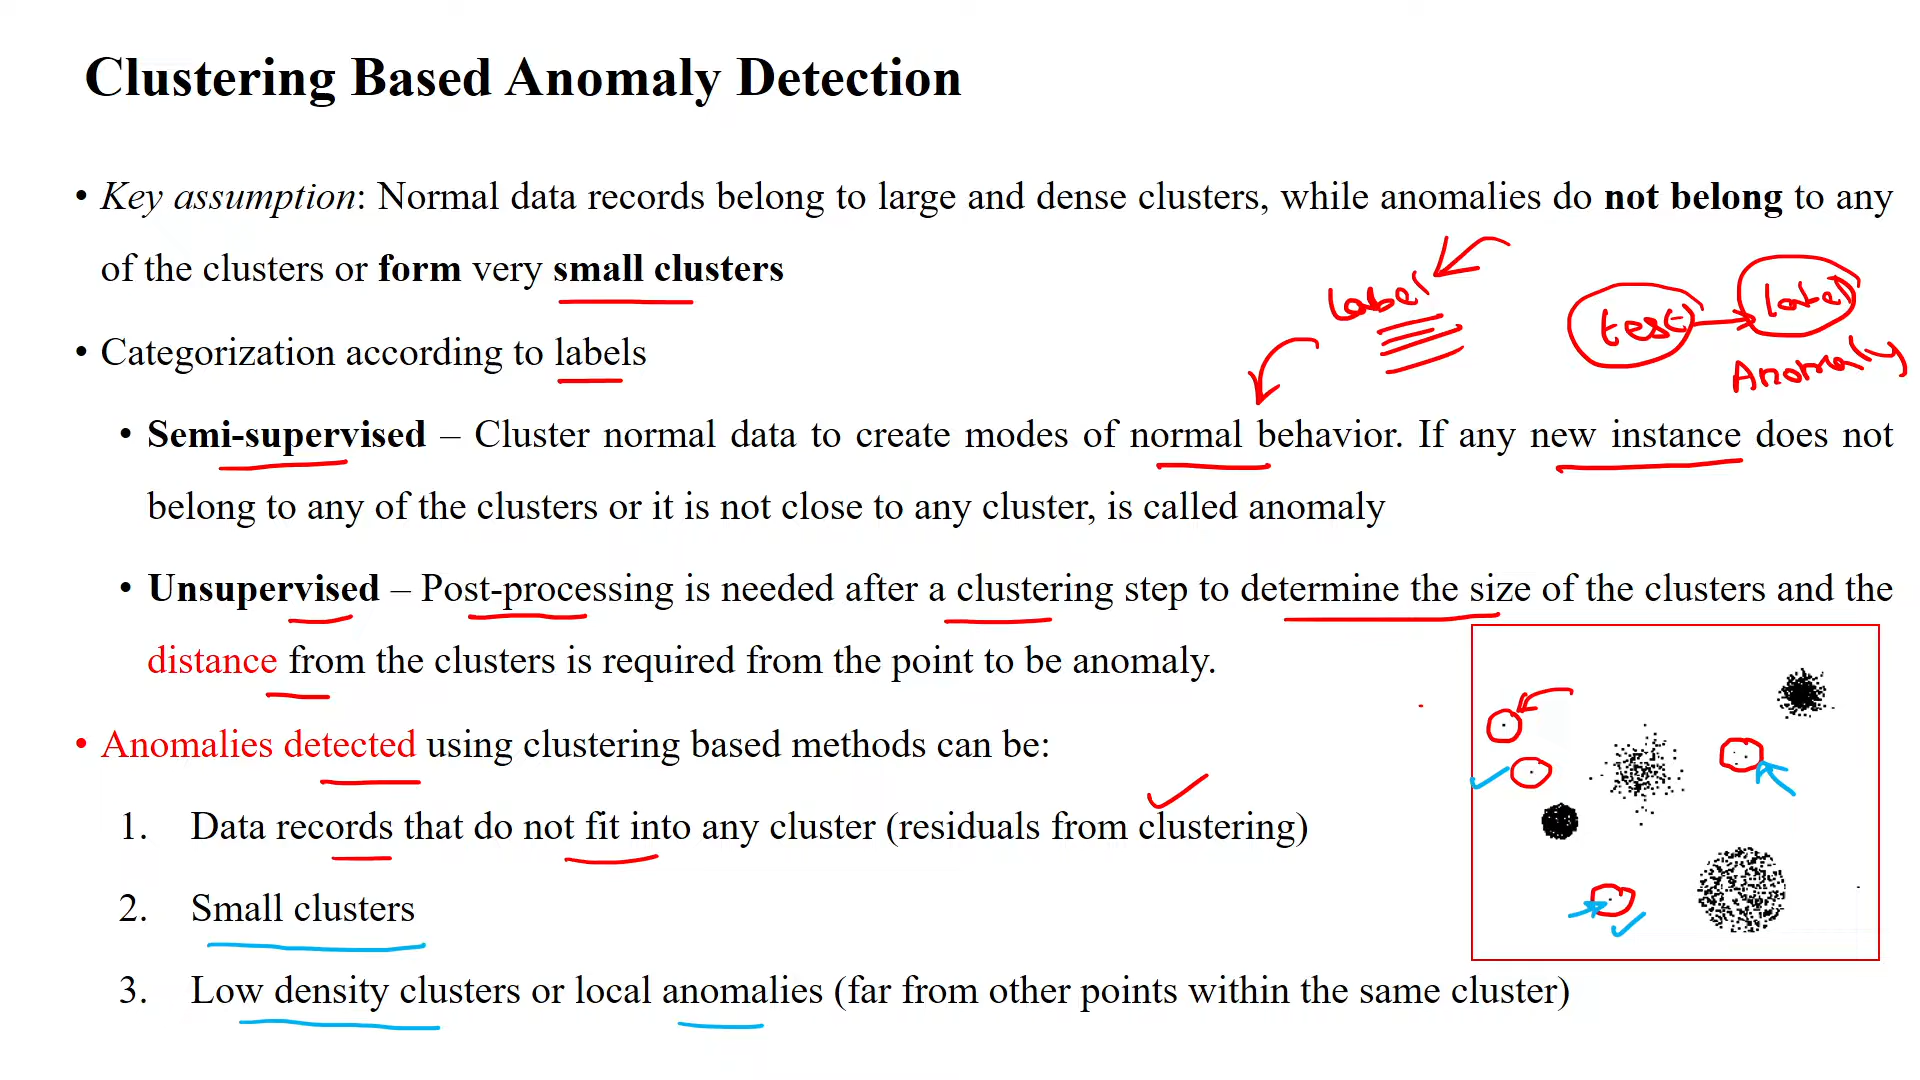 Clustering Based Anomaly Detection
• Key assumption: Normal data records belong to large and dense clusters, while anomalies do not belong to any
of the clusters or form very small clusters
Label
test
label
Anomaly
• Categorization according to labels
• Semi-supervised – Cluster normal data to create modes of normal behavior. If any new instance does not
belong to any of the clusters or it is not close to any cluster, is called anomaly
• Unsupervised – Post-processing is needed after a clustering step to determine the size of the clusters and the
distance from the clusters is required from the point to be anomaly.
• Anomalies detected using clustering based methods can be:
1. Data records that do not fit into any cluster (residuals from clustering)
2. Small clusters
3. Low density clusters or local anomalies (far from other points within the same cluster)